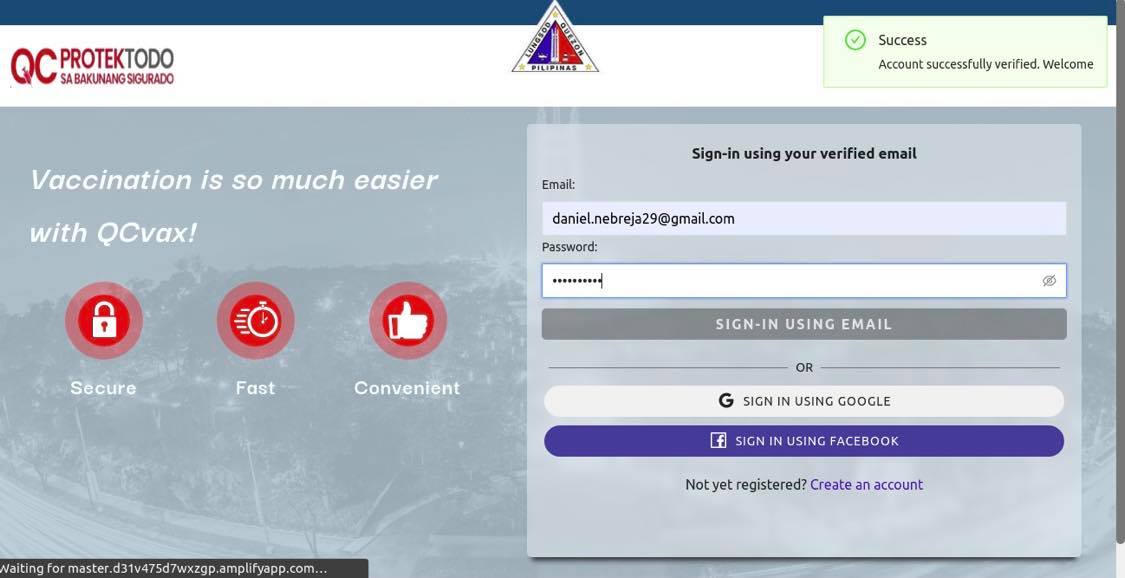 QC PROTEKTODO
SA BAKUNANG SIGURADO
LUNGSOD QUEZON
PILIPINAS
Success
Account successfully verified. Welcome
Vaccination is so much easier
with QCvax!
Secure
Fast
Convenient
Sign-in using your verified email
Email:
daniel.nebreja29@gmail.com
Password:
••••••••••
SIGN-IN USING EMAIL
OR
G SIGN IN USING GOOGLE
f SIGN IN USING FACEBOOK
Not yet registered? Create an account
Waiting for master.d31v475d7wxzgp.amplifyapp.com…